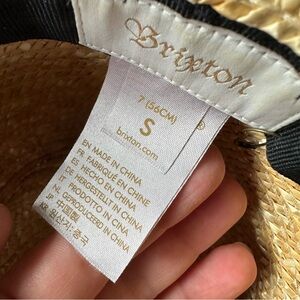 Brixton
7 (56CM)
S
®
brixton.com
EN MADE IN CHINA
FR FABRIQUÉ EN CHINE
ES HECHO EN CHINA
DE HERGESTELLT IN CHINA
IT PRODOTTO IN CHINA
NL GEPRODUCEERD IN CHINA
JP 中国製
KR 원산지: 중국